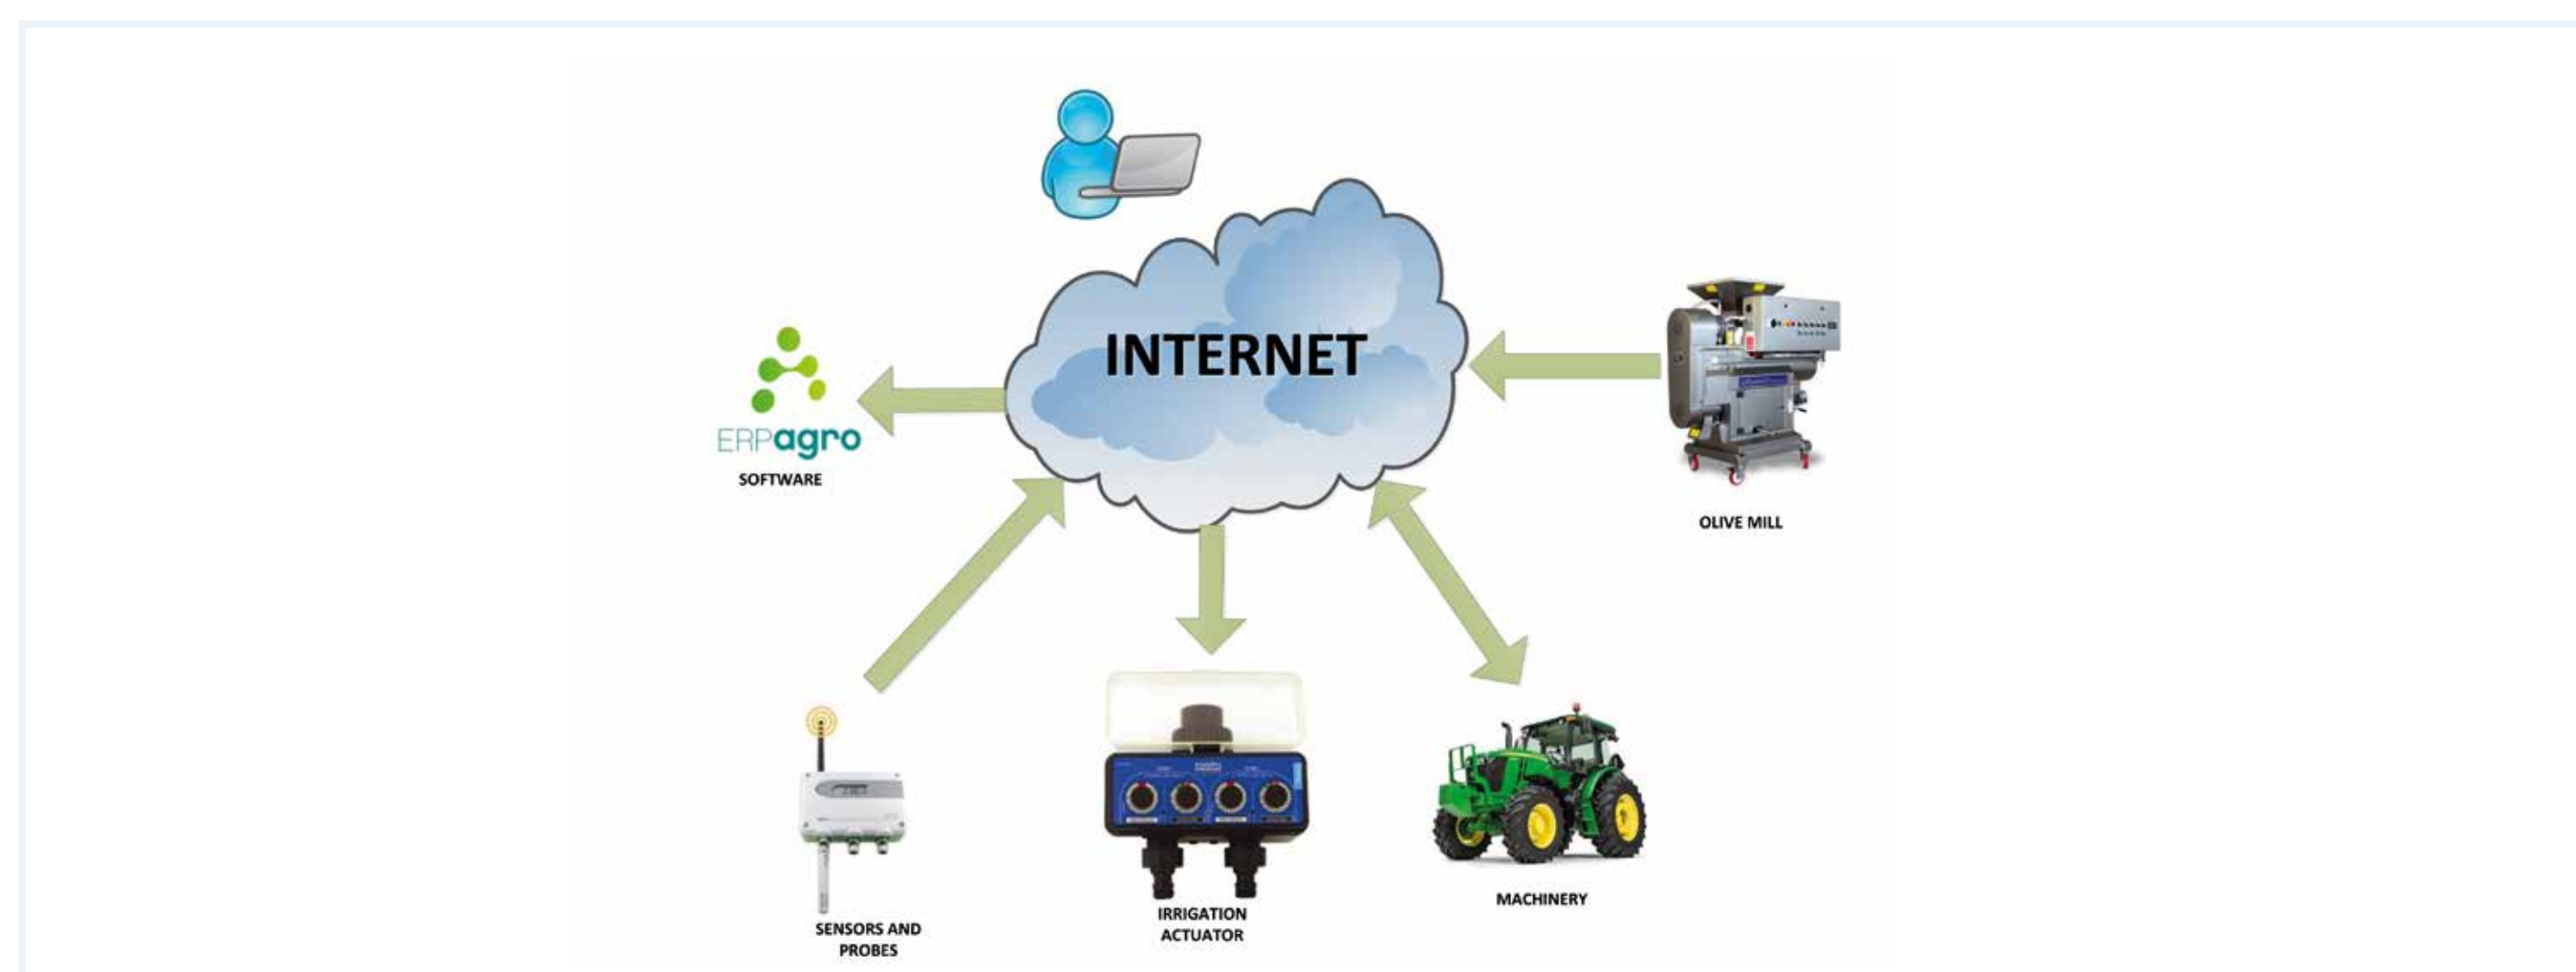 INTERNET
ERPagro
SOFTWARE
OLIVE MILL
SENSORS AND
PROBES
IRRIGATION
ACTUATOR
MACHINERY